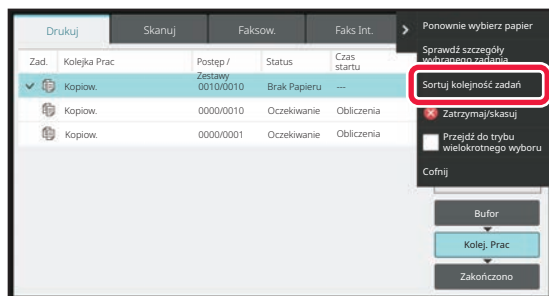 Drukuj
Skanuj
Faksow.
Faks Int.
Zad.
Kolejka Prac
Postęp /
Zestawy
Status
Czas
startu
Kopiow.
0010/0010
Brak Papieru
---
Kopiow.
0000/0010
Oczekiwanie
Obliczenia
Kopiow.
0000/0001
Oczekiwanie
Obliczenia
Ponownie wybierz papier
Sprawdź szczegóły
wybranego zadania
Sortuj kolejność zadań
Zatrzymaj/skasuj
Przejdź do trybu
wielokrotnego wyboru
Cofnij
Bufor
Kolej. Prac
Zakończono